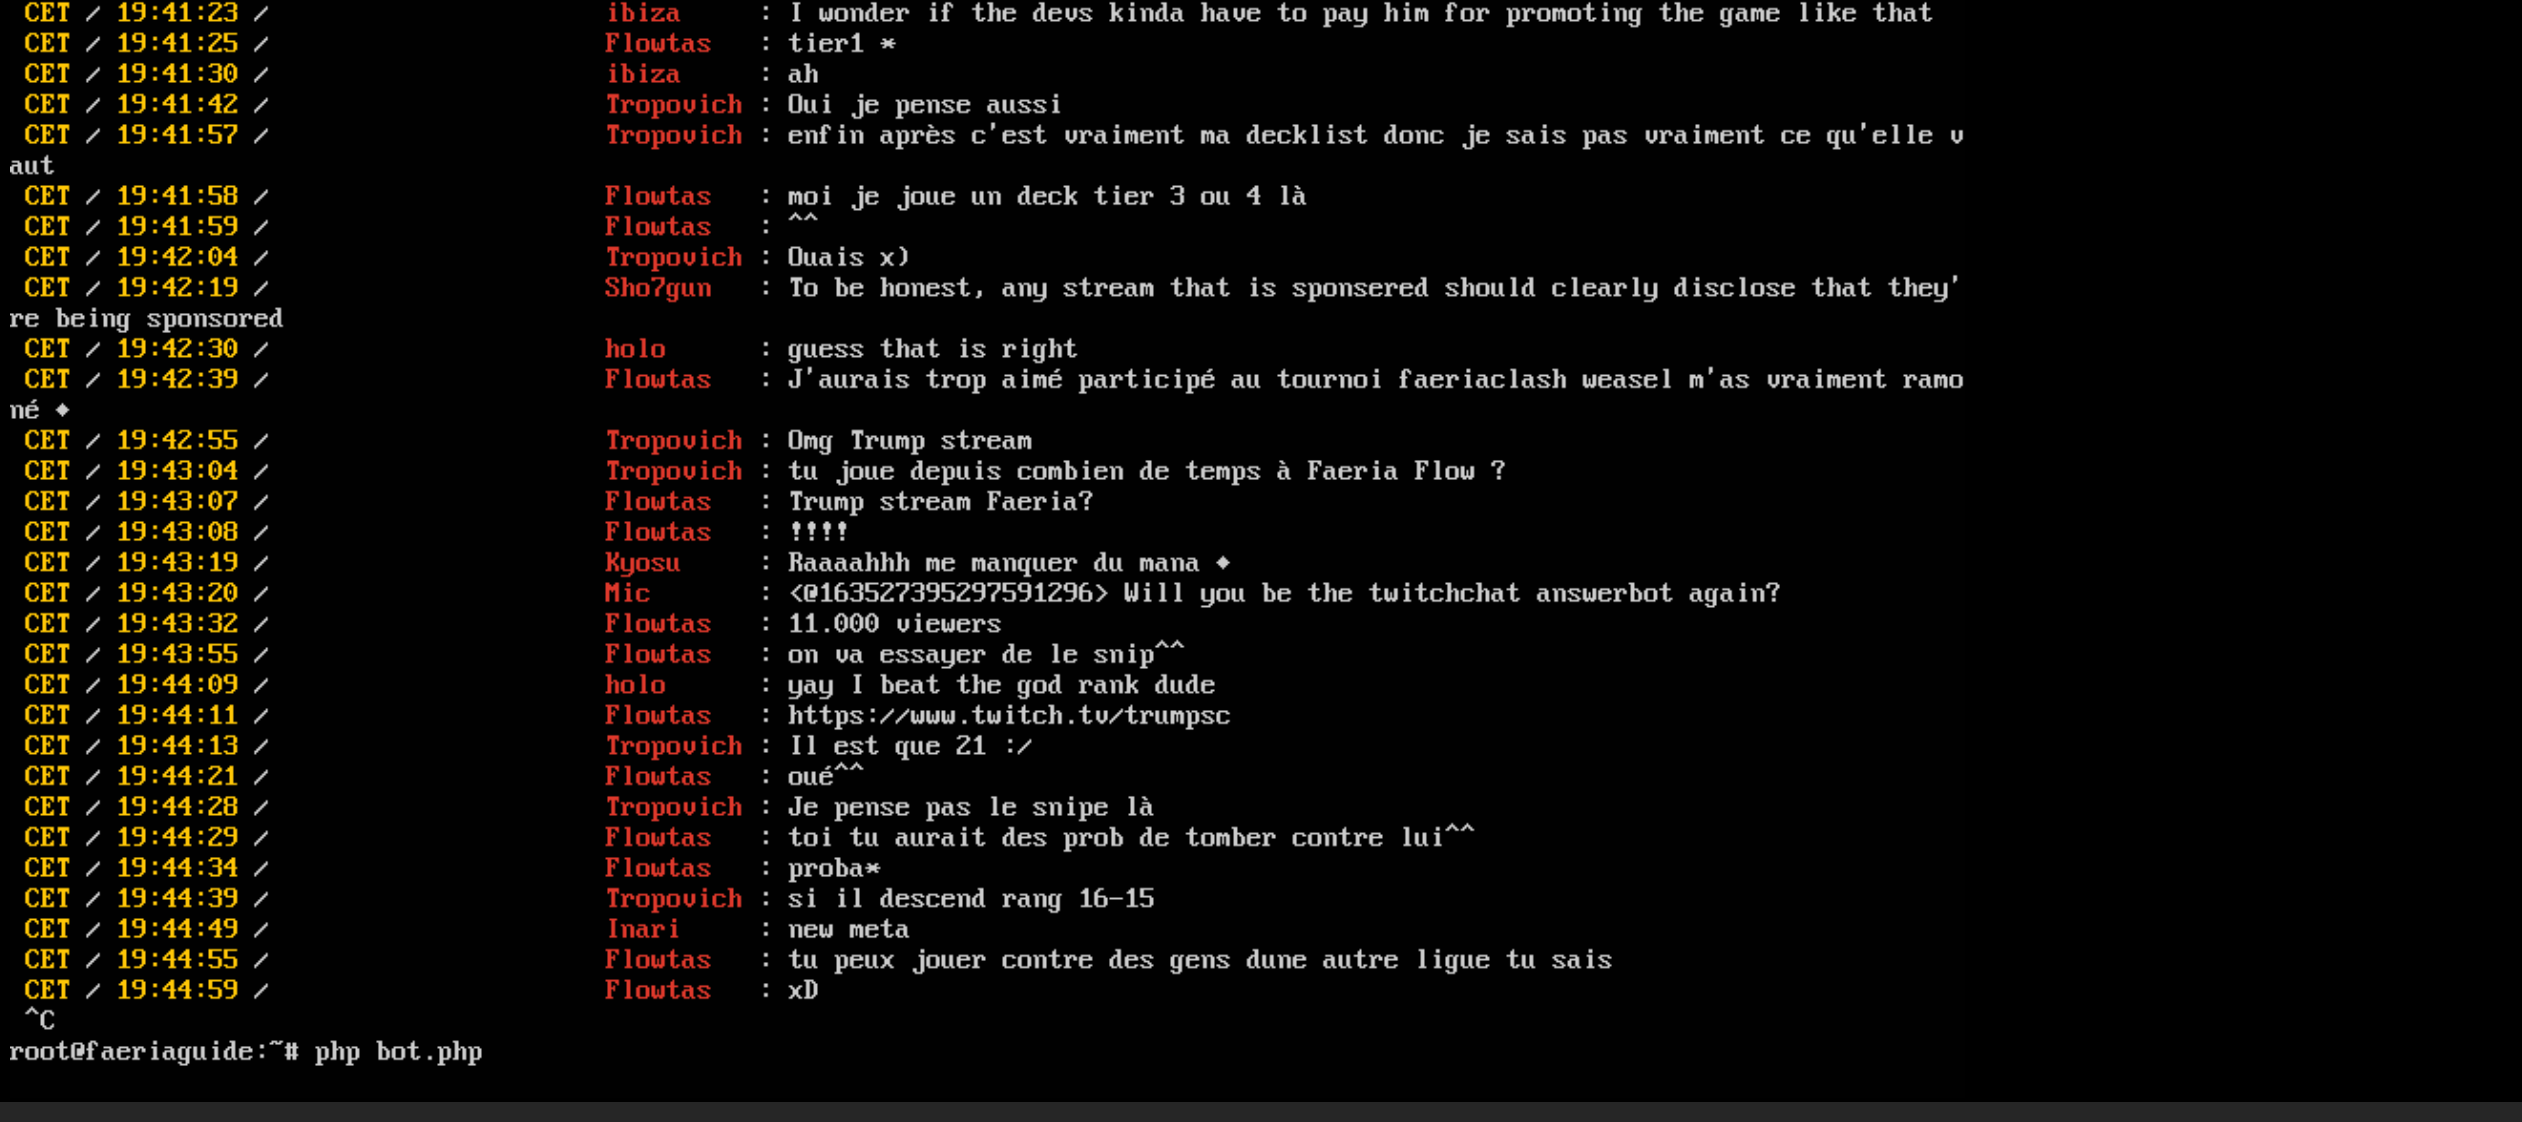 CET / 19:41:23 / ibiza : I wonder if the devs kinda have to pay him for promoting the game like that
CET / 19:41:25 / Flowtas : tier1 *
CET / 19:41:30 / ibiza : ah
CET / 19:41:42 / Tropovich : Oui je pense aussi
CET / 19:41:57 / Tropovich : enfin après c'est vraiment ma decklist donc je sais pas vraiment ce qu'elle v
aut
CET / 19:41:58 / Flowtas : moi je joue un deck tier 3 ou 4 là
CET / 19:41:59 / Flowtas : ^^
CET / 19:42:04 / Tropovich : Ouais x)
CET / 19:42:19 / Sho7gun : To be honest, any stream that is sponsered should clearly disclose that they'
re being sponsored
CET / 19:42:30 / holo : guess that is right
CET / 19:42:39 / Flowtas : J'aurais trop aimé participé au tournoi faeriaclash weasel m'as vraiment ramo
né ◆
CET / 19:42:55 / Tropovich : Omg Trump stream
CET / 19:43:04 / Tropovich : tu joue depuis combien de temps à Faeria Flow ?
CET / 19:43:07 / Flowtas : Trump stream Faeria?
CET / 19:43:08 / Flowtas : !!!!
CET / 19:43:19 / Kyosu : Raaaahhh me manquer du mana ◆
CET / 19:43:20 / Mic : <@163527395297591296> Will you be the twitchchat answerbot again?
CET / 19:43:32 / Flowtas : 11.000 viewers
CET / 19:43:55 / Flowtas : on va essayer de le snip^^
CET / 19:44:09 / holo : yay I beat the god rank dude
CET / 19:44:11 / Flowtas : https://www.twitch.tv/trumpsc
CET / 19:44:13 / Tropovich : Il est que 21 :/
CET / 19:44:21 / Flowtas : oué^^
CET / 19:44:28 / Tropovich : Je pense pas le snipe là
CET / 19:44:29 / Flowtas : toi tu aurait des prob de tomber contre lui^^
CET / 19:44:34 / Flowtas : proba*
CET / 19:44:39 / Tropovich : si il descend rang 16-15
CET / 19:44:49 / Inari : new meta
CET / 19:44:55 / Flowtas : tu peux jouer contre des gens dune autre ligue tu sais
CET / 19:44:59 / Flowtas : xD
^C
root@faeriaguide:~# php bot.php